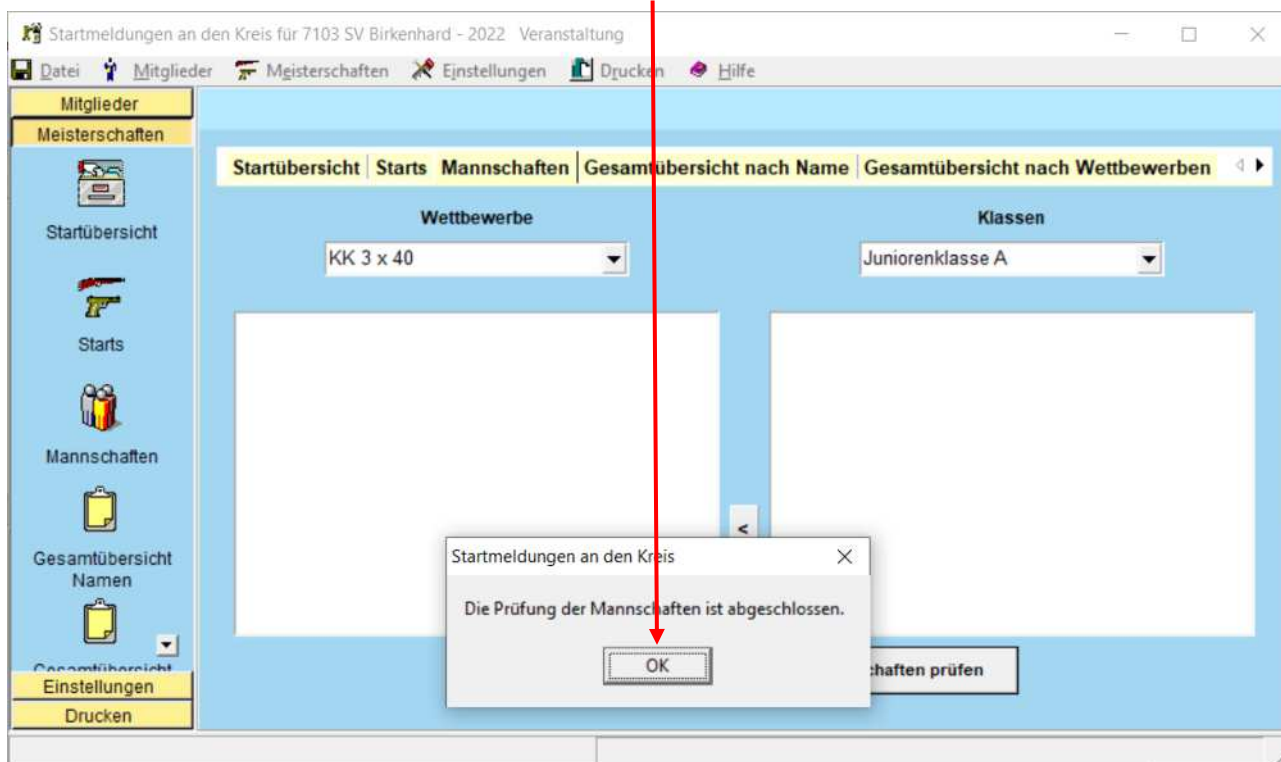 Startmeldungen an den Kreis für 7103 SV Birkenhard - 2022 Veranstaltung
Datei Mitglieder Meisterschaften Einstellungen Drucken Hilfe
Mitglieder
Meisterschaften
Startübersicht
Starts
Mannschaften
Gesamtübersicht
Namen
Gesamtübersicht
Einstellungen
Drucken
Startübersicht Starts Mannschaften Gesamtübersicht nach Name Gesamtübersicht nach Wettbewerben
Wettbewerbe Klassen
KK 3 x 40 Juniorenklasse A
<
Startmeldungen an den Kreis
Die Prüfung der Mannschaften ist abgeschlossen.
OK
chaften prüfen